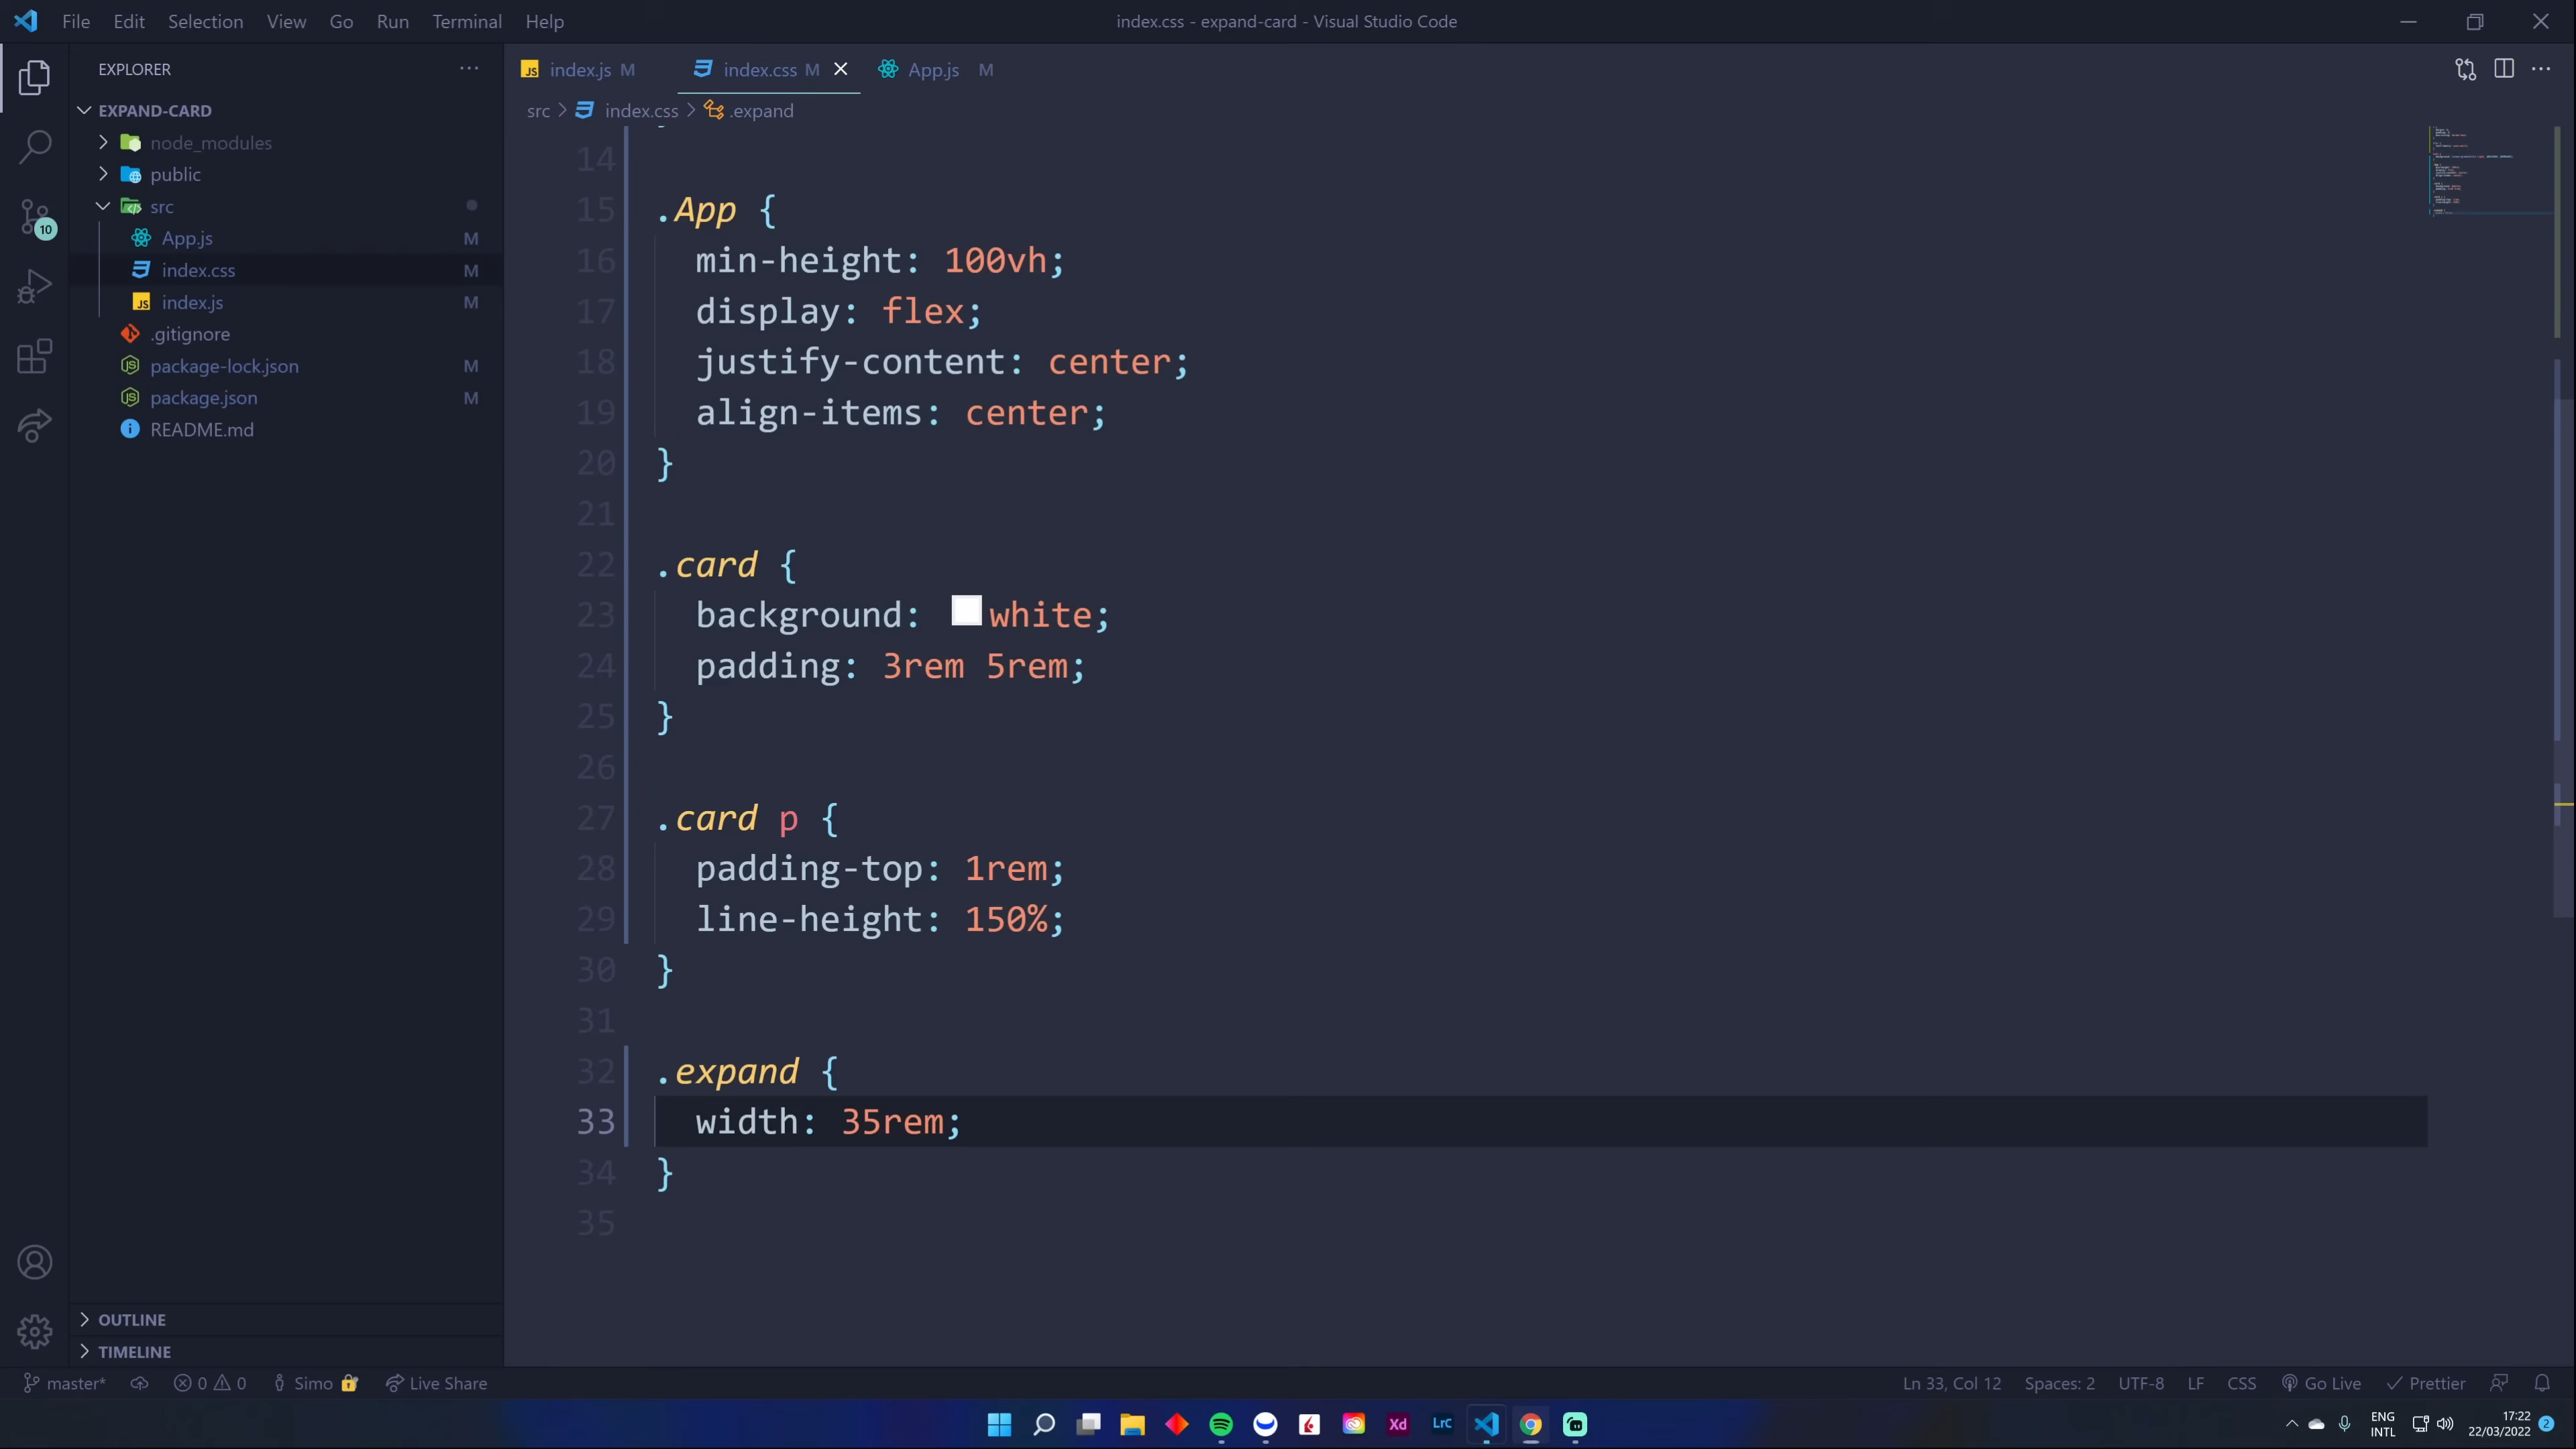 File Edit Selection View Go Run Terminal Help
index.css - expand-card - Visual Studio Code
EXPLORER
EXPAND-CARD
node_modules
public
src
App.js M
index.css M
index.js M
.gitignore
package-lock.json M
package.json M
README.md
10
OUTLINE
TIMELINE
JS index.js M
index.css M
App.js M
src > index.css > .expand
14
15 .App {
16 min-height: 100vh;
17 display: flex;
18 justify-content: center;
19 align-items: center;
20 }
21
22 .card {
23 background: white;
24 padding: 3rem 5rem;
25 }
26
27 .card p {
28 padding-top: 1rem;
29 line-height: 150%;
30 }
31
32 .expand {
33 width: 35rem;
34 }
35
master* 0 0 Simo Live Share
Ln 33, Col 12 Spaces: 2 UTF-8 LF CSS Go Live Prettier
Xd LrC
ENG
INTL
17:22
22/03/2022 2